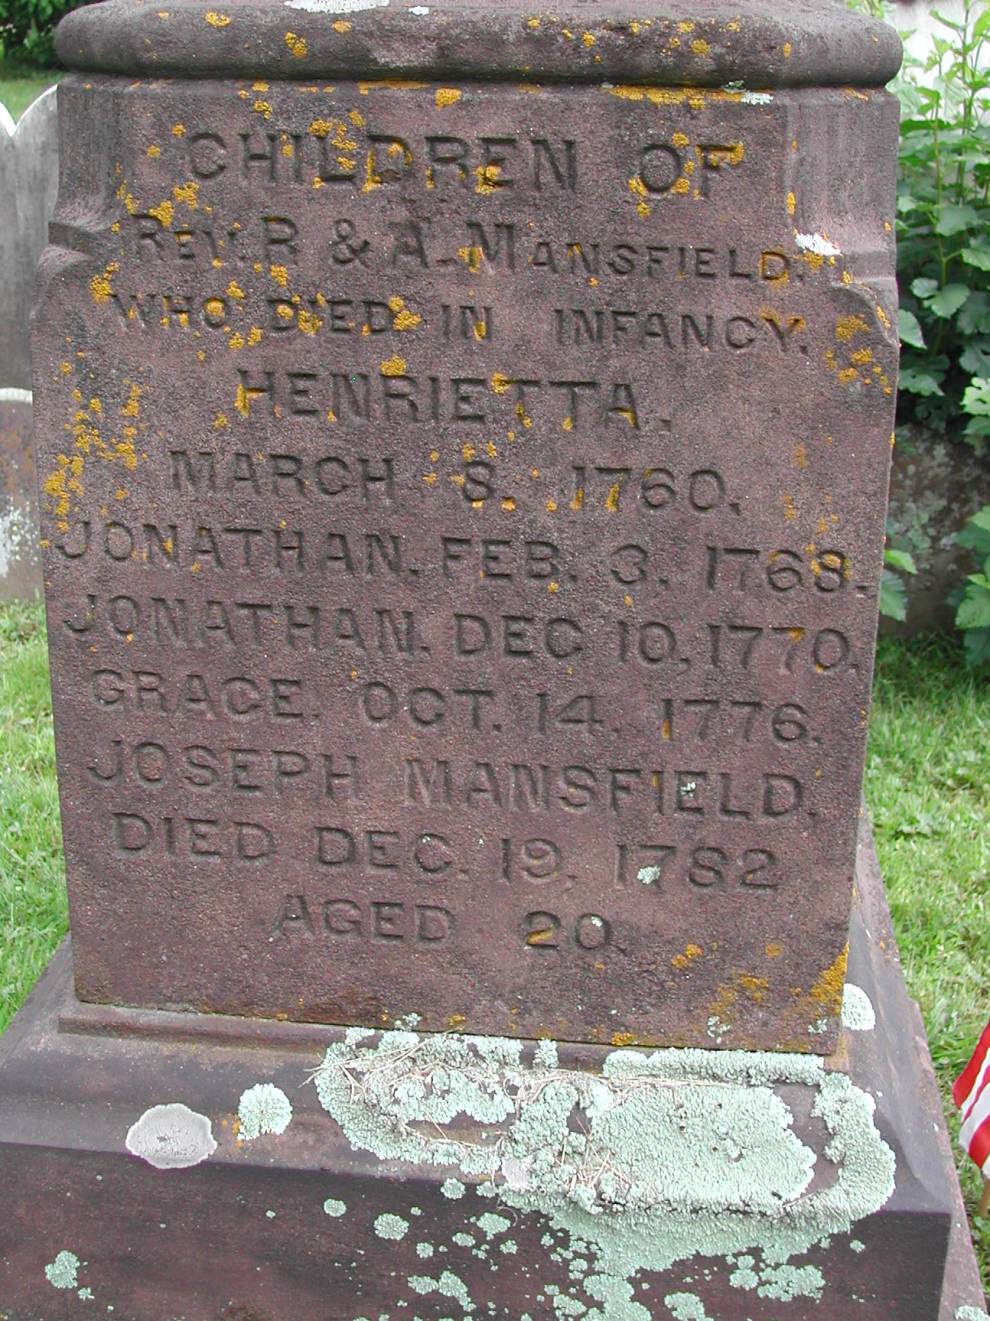 CHILDREN OF
REV. R & A. MANSFIELD.
WHO DIED IN INFANCY.
HENRIETTA.
MARCH 8. 1760.
JONATHAN. FEB. 3. 1768.
JONATHAN. DEC 10, 1770.
GRACE. OCT. 14. 1776.
JOSEPH MANSFIELD.
DIED DEC. 19, 1782
AGED 20.